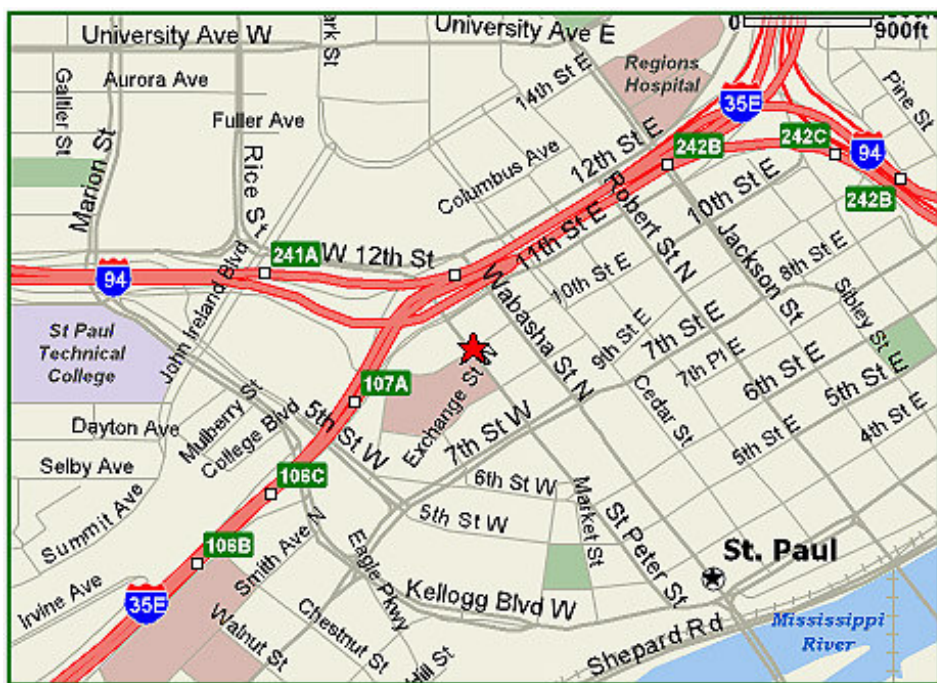 University Ave W
University Ave E
900ft
Aurora Ave
Galtier St
Marion St
Fuller Ave
Rice St
14th St E
Regions
Hospital
35E
Pine St
242B
242C
94
242B
Columbus Ave
12th St E
10th St E
Robert St N
11th St E
Jackson St
241A
W 12th St
94
John Ireland Blvd
Wabasha St N
10th St E
8th St E
Sibley St E
St Paul
Technical
College
9th St E
7th St E
7th Pl E
6th St E
5th St E
107A
Exchange St N
7th St W
Cedar St
5th St E
4th St E
Mulberry St
College Blvd
5th St W
Dayton Ave
Selby Ave
Summit Ave
106C
6th St W
5th St W
Market St
St Peter St
106B
Smith Ave N
Eagle Pkwy
St. Paul
Irvine Ave
35E
Walnut St
Chestnut St
Hill St
Kellogg Blvd W
Shepard Rd
Mississippi
River